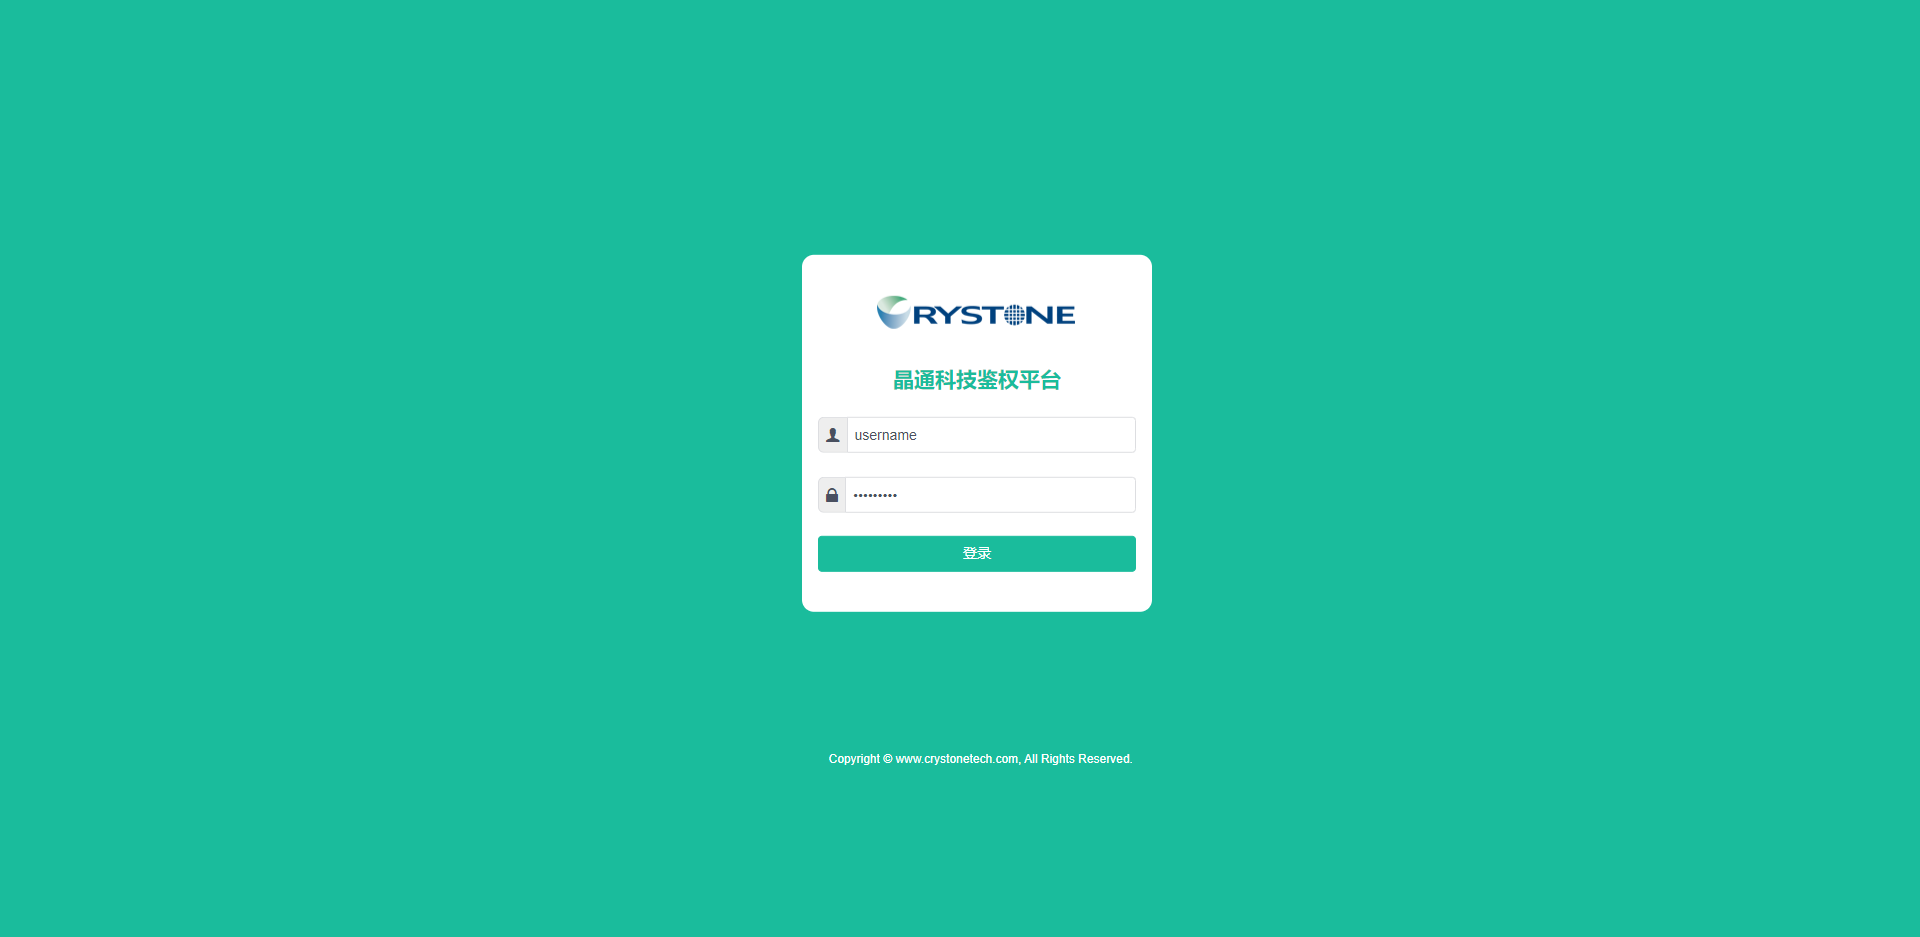 CRYSTONE
晶通科技鉴权平台
username
•••••••••
登录
Copyright © www.crystonetech.com, All Rights Reserved.